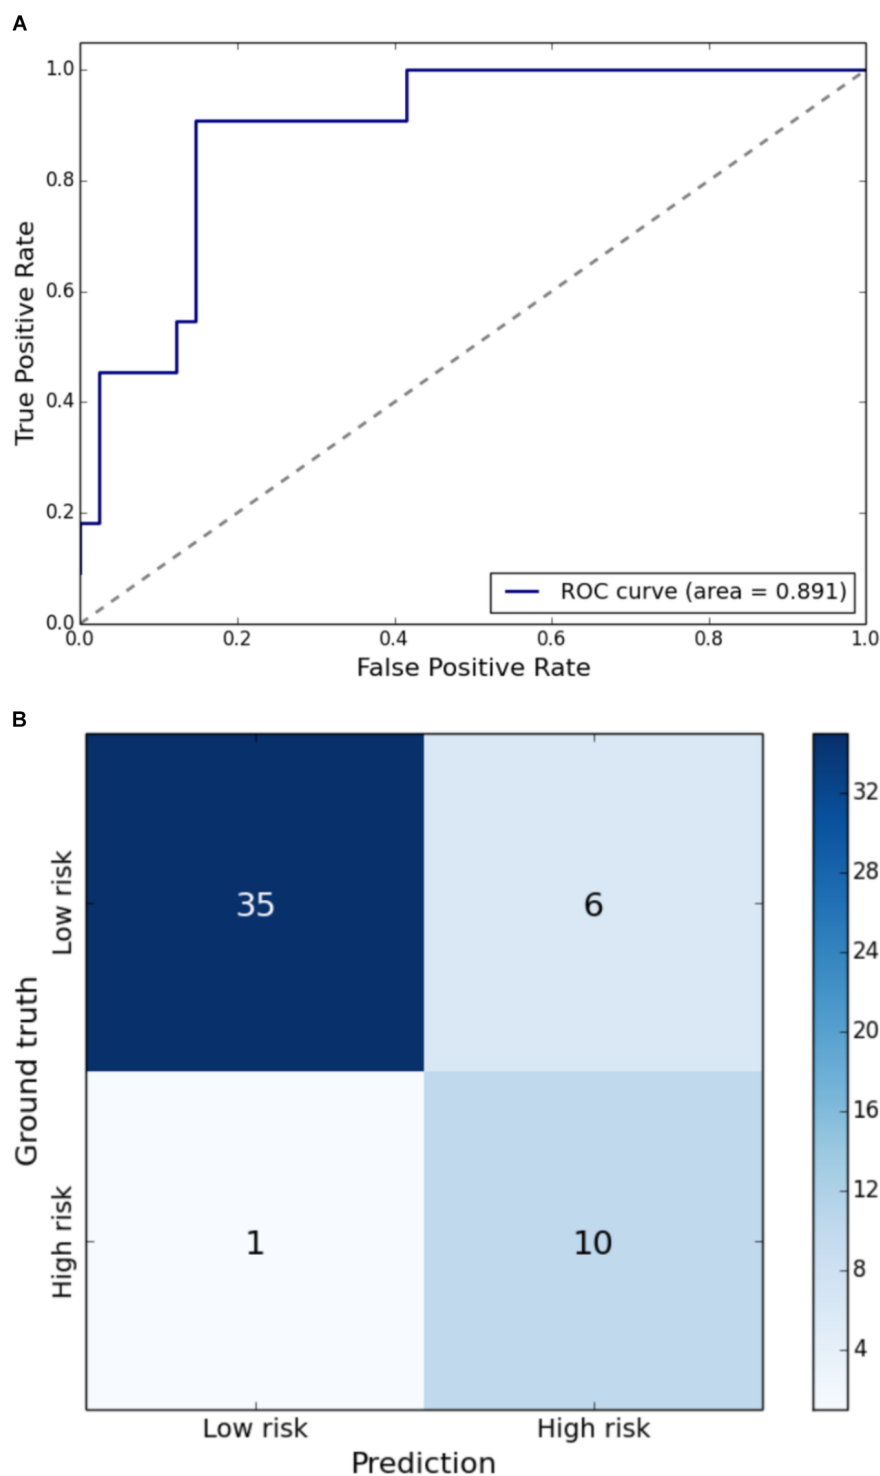 A
1.0
0.8
0.6
0.4
0.2
0.0
True Positive Rate
ROC curve (area = 0.891)
0.0 0.2 0.4 0.6 0.8 1.0
False Positive Rate
B
Ground truth
Low risk
High risk
35 6
1 10
Low risk High risk
Prediction
32
28
24
20
16
12
8
4